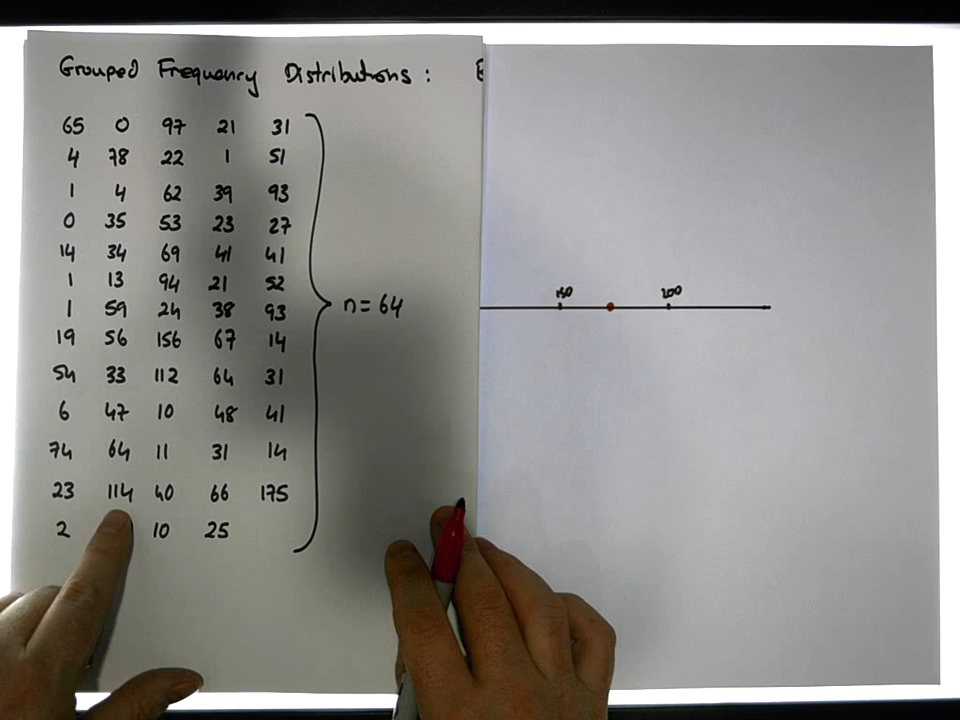 Grouped Frequency Distributions :
65 0 97 21 31
4 78 22 1 51
1 4 62 39 93
0 35 53 23 27
14 34 69 41 41
1 13 94 21 52
1 59 24 38 93
19 56 156 67 14
54 33 112 64 31
6 47 10 48 41
74 64 11 31 14
23 114 40 66 175
2 10 25
n = 64
150 200